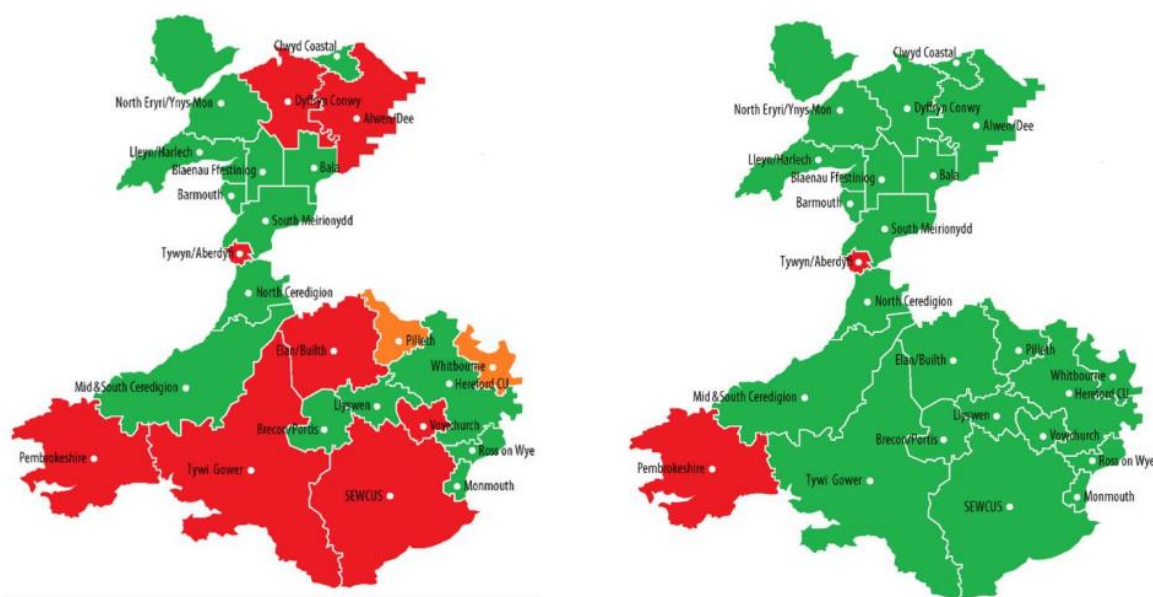 Clwyd Coastal
North Eryri/Ynys Mon
Dyffryn Conwy
Alwen/Dee
Lleyn/Harlech
Blaenau Ffestiniog
Bala
Barmouth
South Meirionydd
Tywyn/Aberdyfi
North Ceredigion
Elan/Builth
Pilleth
Whitbourne
Hereford CU
Mid&South Ceredigion
Llyswen
Vowchurch
Brecon/Portis
Ross on Wye
Pembrokeshire
Tywi Gower
Monmouth
SEWCUS
Clwyd Coastal
North Eryri/Ynys Mon
Dyffryn Conwy
Alwen/Dee
Lleyn/Harlech
Blaenau Ffestiniog
Bala
Barmouth
South Meirionydd
Tywyn/Aberdyfi
North Ceredigion
Elan/Builth
Pilleth
Whitbourne
Hereford CU
Mid&South Ceredigion
Llyswen
Vowchurch
Brecon/Portis
Ross on Wye
Pembrokeshire
Tywi Gower
Monmouth
SEWCUS